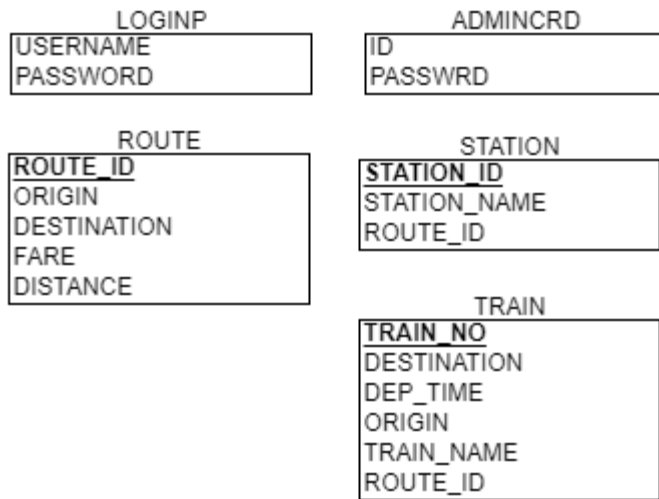 LOGINP
USERNAME
PASSWORD
ADMINCRD
ID
PASSWRD
ROUTE
ROUTE_ID
ORIGIN
DESTINATION
FARE
DISTANCE
STATION
STATION_ID
STATION_NAME
ROUTE_ID
TRAIN
TRAIN_NO
DESTINATION
DEP_TIME
ORIGIN
TRAIN_NAME
ROUTE_ID